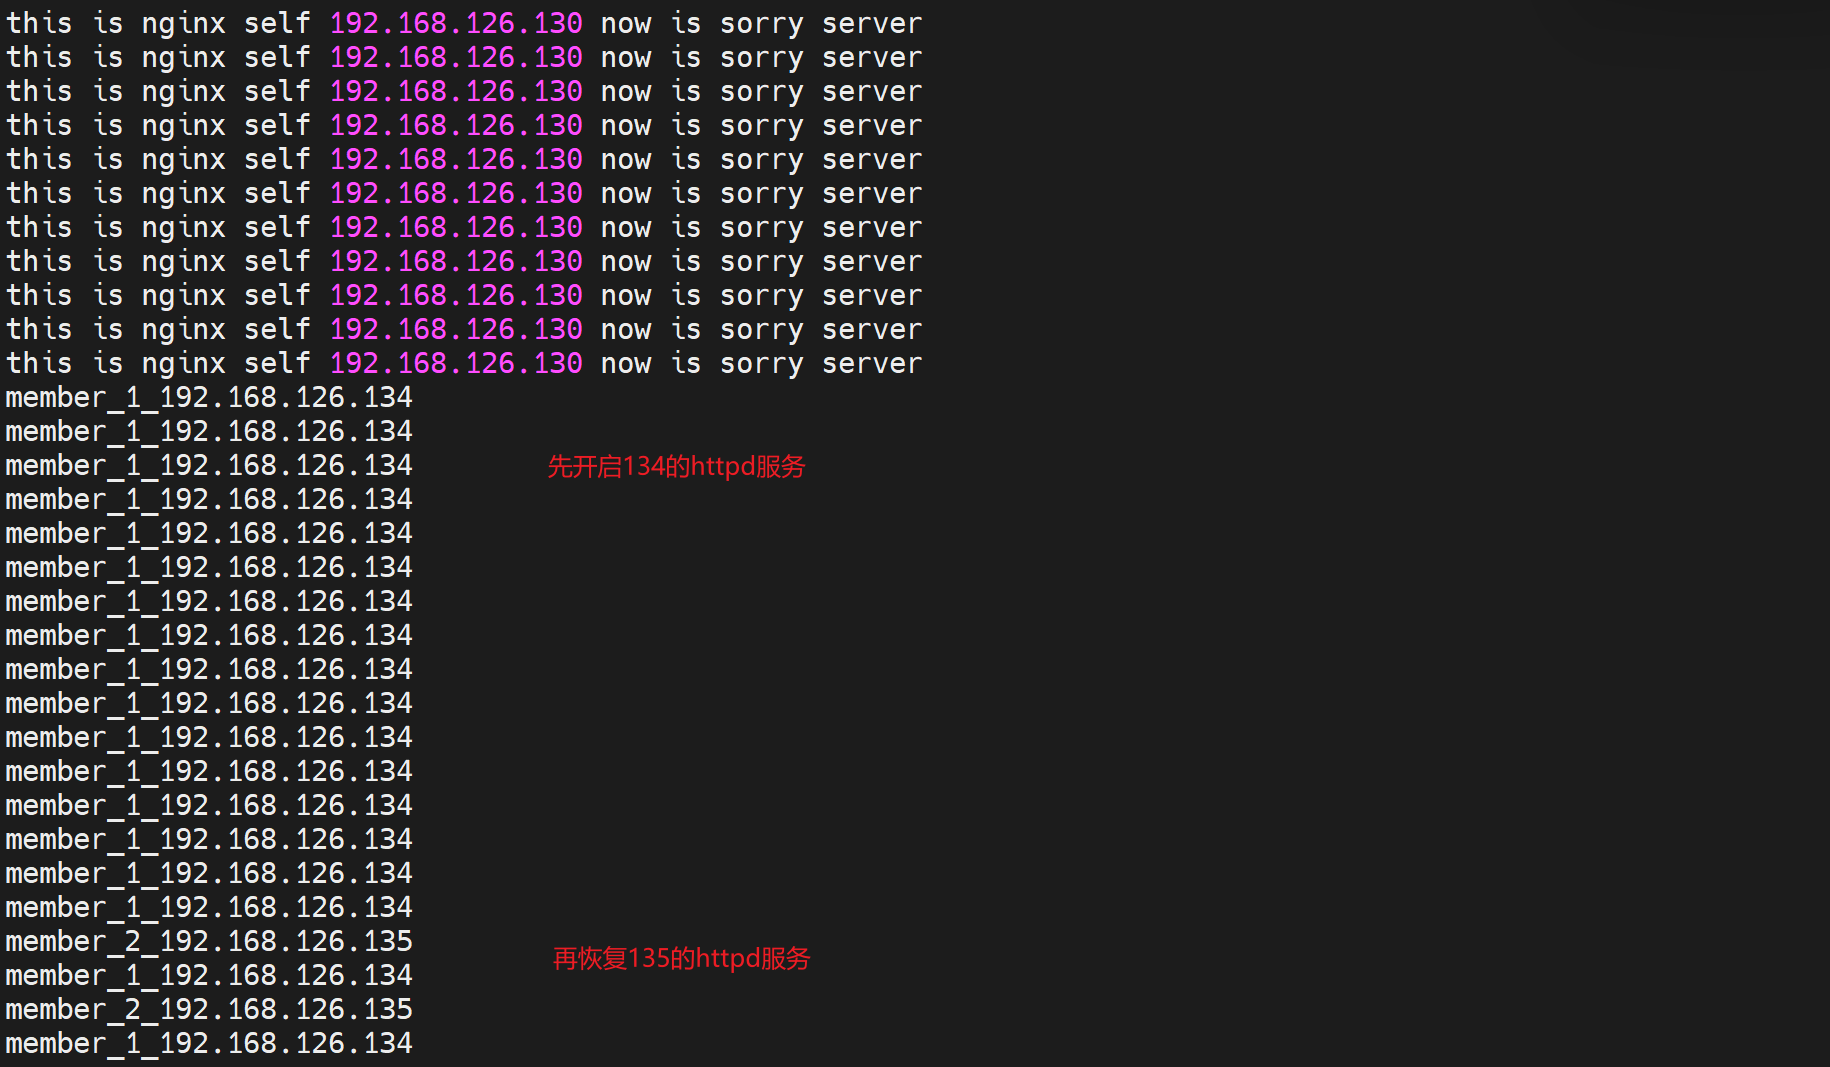 this is nginx self 192.168.126.130 now is sorry server
this is nginx self 192.168.126.130 now is sorry server
this is nginx self 192.168.126.130 now is sorry server
this is nginx self 192.168.126.130 now is sorry server
this is nginx self 192.168.126.130 now is sorry server
this is nginx self 192.168.126.130 now is sorry server
this is nginx self 192.168.126.130 now is sorry server
this is nginx self 192.168.126.130 now is sorry server
this is nginx self 192.168.126.130 now is sorry server
this is nginx self 192.168.126.130 now is sorry server
this is nginx self 192.168.126.130 now is sorry server
member_1_192.168.126.134
member_1_192.168.126.134
member_1_192.168.126.134 先开启134的httpd服务
member_1_192.168.126.134
member_1_192.168.126.134
member_1_192.168.126.134
member_1_192.168.126.134
member_1_192.168.126.134
member_1_192.168.126.134
member_1_192.168.126.134
member_1_192.168.126.134
member_1_192.168.126.134
member_1_192.168.126.134
member_1_192.168.126.134
member_1_192.168.126.134
member_1_192.168.126.134
member_2_192.168.126.135 再恢复135的httpd服务
member_1_192.168.126.134
member_2_192.168.126.135
member_1_192.168.126.134